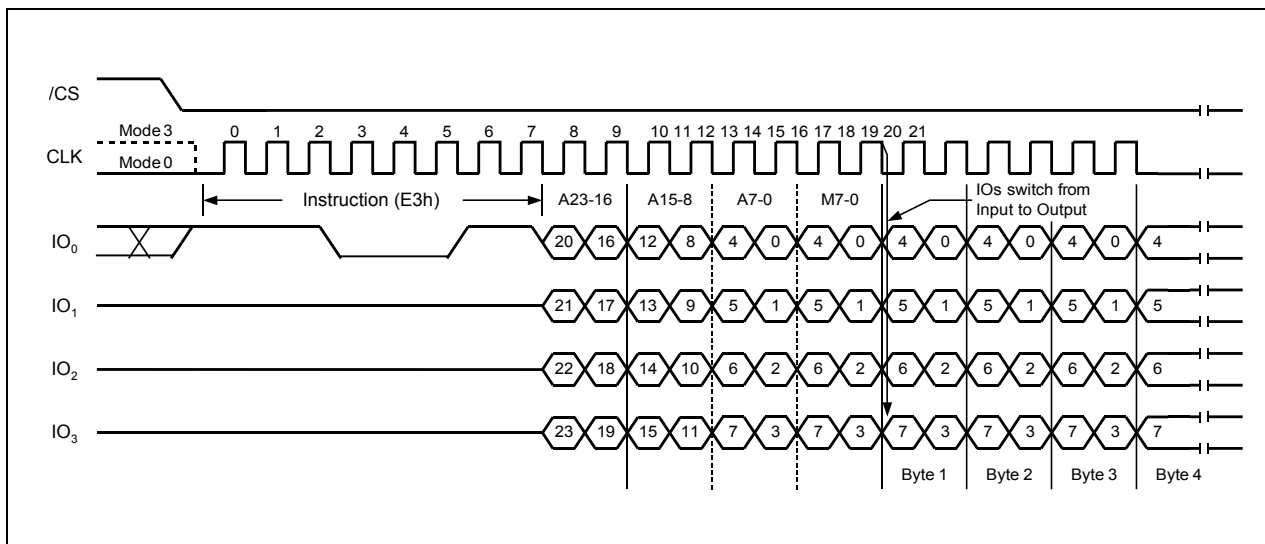 /CS
Mode 3
0 1 2 3 4 5 6 7 8 9 10 11 12 13 14 15 16 17 18 19 20 21
CLK
Mode 0
Instruction (E3h) A23-16 A15-8 A7-0 M7-0 IOs switch from
Input to Output
IO0 20 16 12 8 4 0 4 0 4 0 4 0 4 0 4
IO1 21 17 13 9 5 1 5 1 5 1 5 1 5 1 5
IO2 22 18 14 10 6 2 6 2 6 2 6 2 6 2 6
IO3 23 19 15 11 7 3 7 3 7 3 7 3 7 3 7
Byte 1 Byte 2 Byte 3 Byte 4